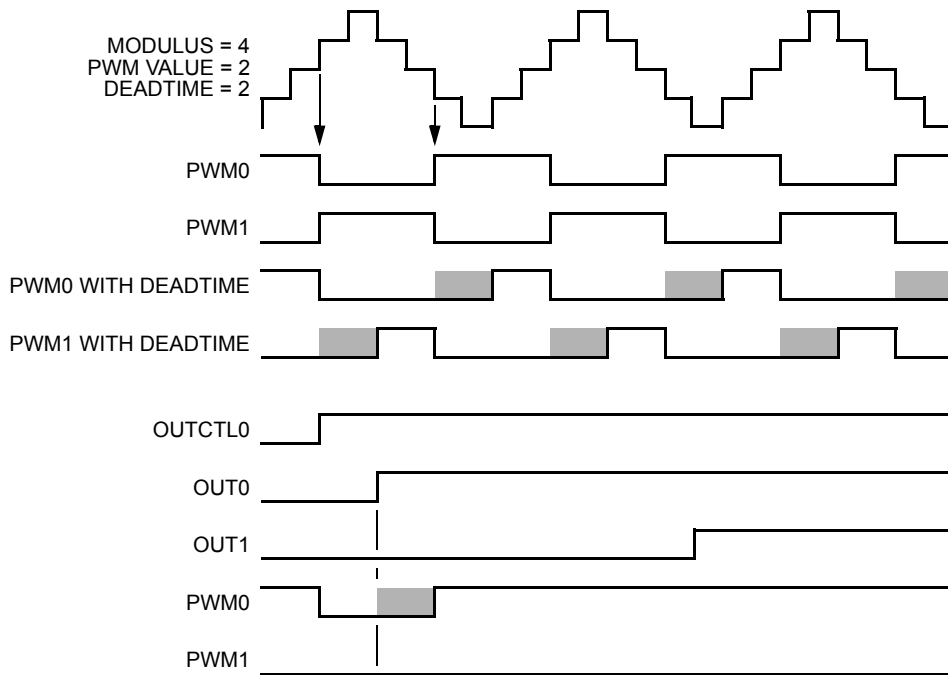 MODULUS = 4
PWM VALUE = 2
DEADTIME = 2
PWM0
PWM1
PWM0 WITH DEADTIME
PWM1 WITH DEADTIME
OUTCTL0
OUT0
OUT1
PWM0
PWM1